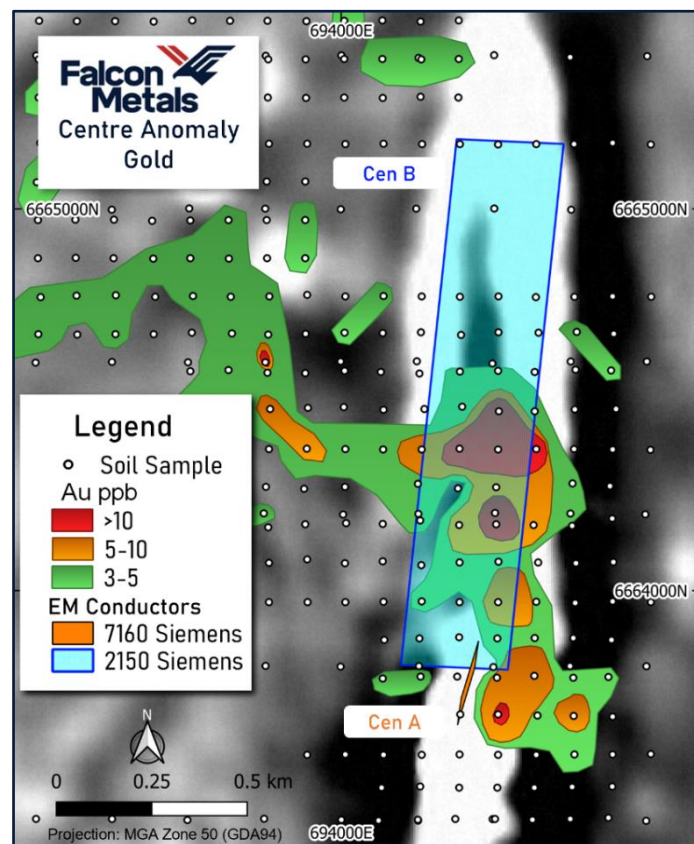 694000E
Falcon
Metals
Centre Anomaly
Gold
Cen B
6665000N
6665000N
Legend
Soil Sample
Au ppb
>10
5-10
3-5
EM Conductors
7160 Siemens
2150 Siemens
6664000N
Cen A
N
0 0.25 0.5 km
Projection: MGA Zone 50 (GDA94)
694000E